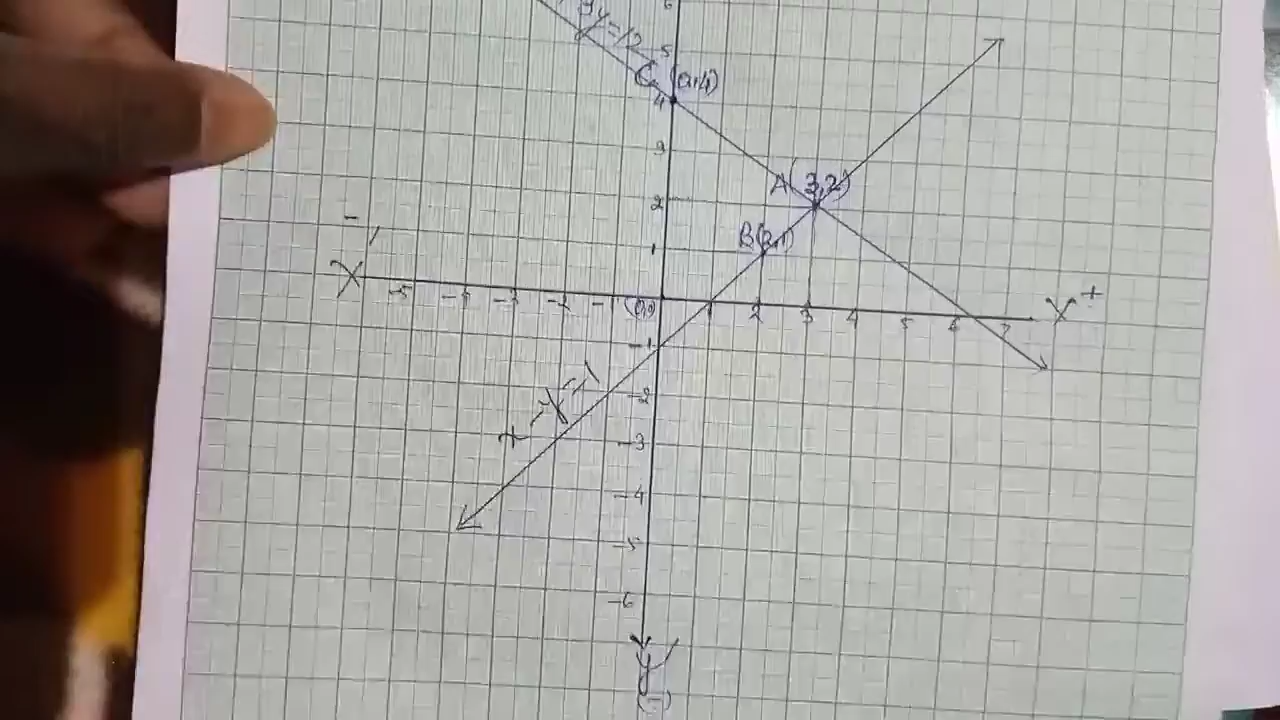 6
3y=12
5
C (0,4)
4
3
A(3,2)
2
B(2,1)
1
X
-5 -4 -3 -2 -1 (0,0) 1 2 3 4 5 6 7
X+
-1
x-y=1
-2
-3
-4
-5
-6
y
(-)